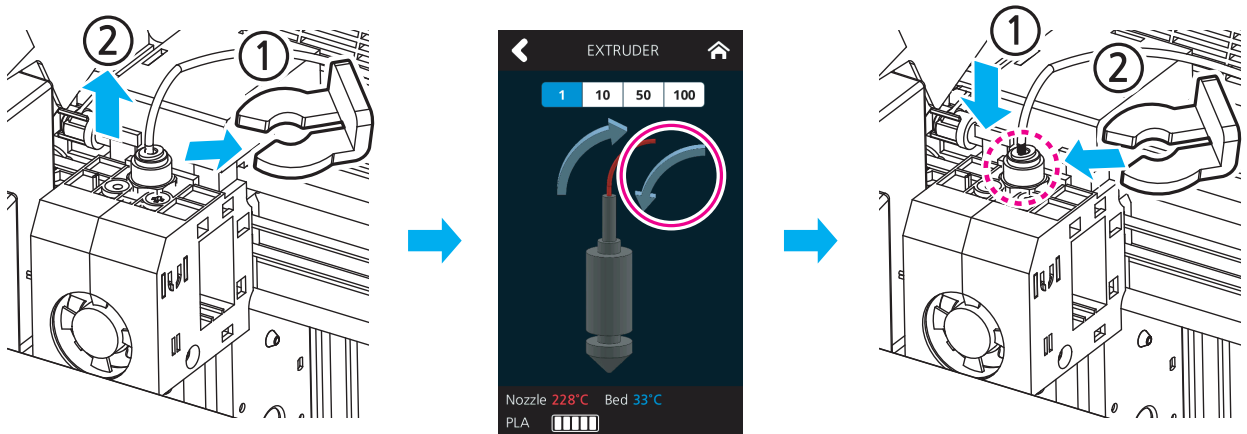 ②
①
EXTRUDER
1 10 50 100
Nozzle 228°C Bed 33°C
PLA
①
②